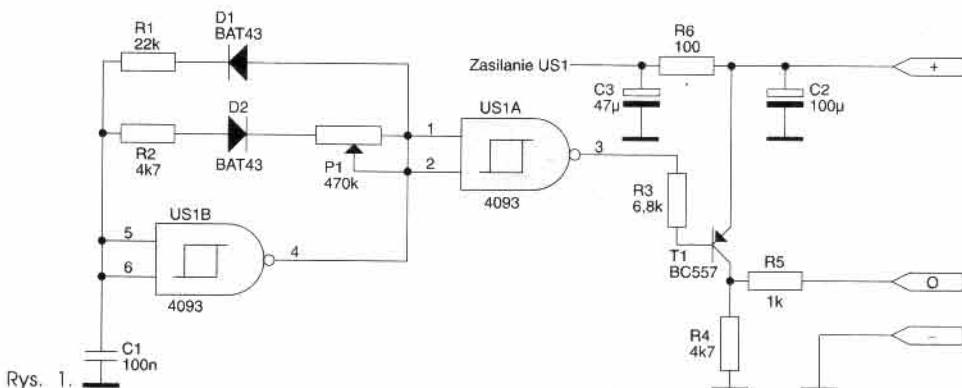 D1
BAT43
R1
22k
R6
100
Zasilanie US1
+
C3
47µ
C2
100µ
D2
BAT43
R2
4k7
P1
470k
US1A
1
2
3
4093
R3
6,8k
US1B
5
6
4
4093
T1
BC557
R5
1k
O
R4
4k7
−
C1
100n
Rys. 1.